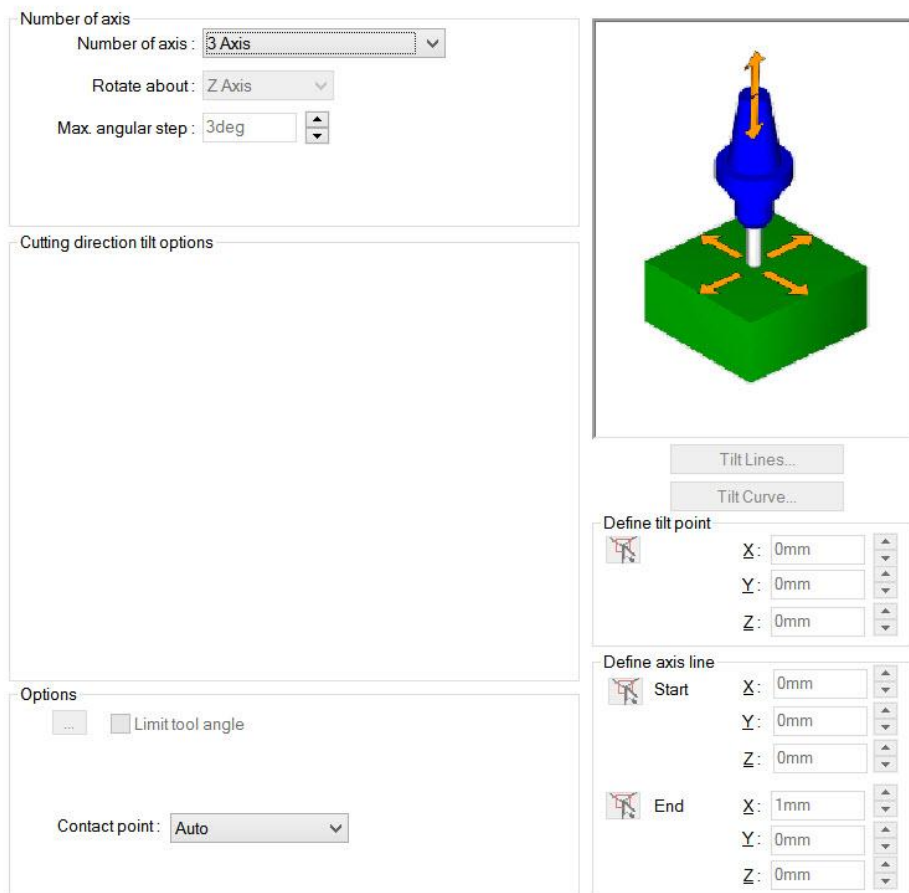 Number of axis
Number of axis : 3 Axis
Rotate about : Z Axis
Max. angular step : 3deg
Cutting direction tilt options
Options
... Limit tool angle
Contact point : Auto
Tilt Lines...
Tilt Curve...
Define tilt point
X : 0mm
Y : 0mm
Z : 0mm
Define axis line
Start X : 0mm
Y : 0mm
Z : 0mm
End X : 1mm
Y : 0mm
Z : 0mm